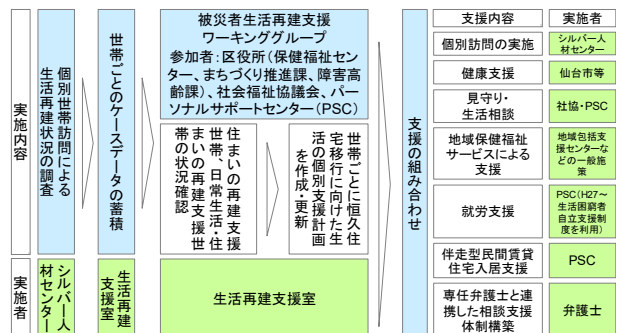 実施内容
実施者
個別世帯訪問による
生活再建状況の調査
シルバー人
材センター
世帯ごとのケースデータの蓄積
生活再建
支援室
被災者生活再建支援
ワーキンググループ
参加者:区役所(保健福祉セン
ター、まちづくり推進課、障害高
齢課)、社会福祉協議会、パー
ソナルサポートセンター(PSC)
住まいの再建支援
世帯、日常生活・住
まいの再建支援世
帯の状況確認
世帯ごとに恒久住
宅移行に向けた生
活の個別支援計画
を作成・更新
生活再建支援室
支援の組み合わせ
支援内容
実施者
個別訪問の実施
シルバー人
材センター
健康支援
仙台市等
見守り・
生活相談
社協・PSC
地域保健福祉
サービスによる
支援
地域包括支
援センターな
どの一般施
策
就労支援
PSC(H27~
生活困窮者
自立支援制
度を利用)
伴走型民間賃貸
住宅入居支援
PSC
専任弁護士と連
携した相談支援
体制構築
弁護士